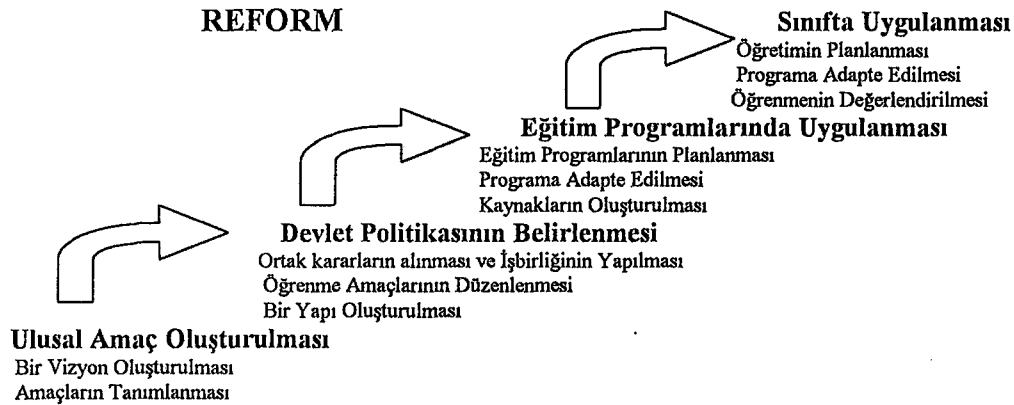 REFORM
Sınıfta Uygulanması
Öğretimin Planlanması
Programa Adapte Edilmesi
Öğrenmenin Değerlendirilmesi
Eğitim Programlarında Uygulanması
Eğitim Programlarının Planlanması
Programa Adapte Edilmesi
Kaynakların Oluşturulması
Devlet Politikasının Belirlenmesi
Ortak kararların alınması ve İşbirliğinin Yapılması
Öğrenme Amaçlarının Düzenlenmesi
Bir Yapı Oluşturulması
Ulusal Amaç Oluşturulması
Bir Vizyon Oluşturulması
Amaçların Tanımlanması